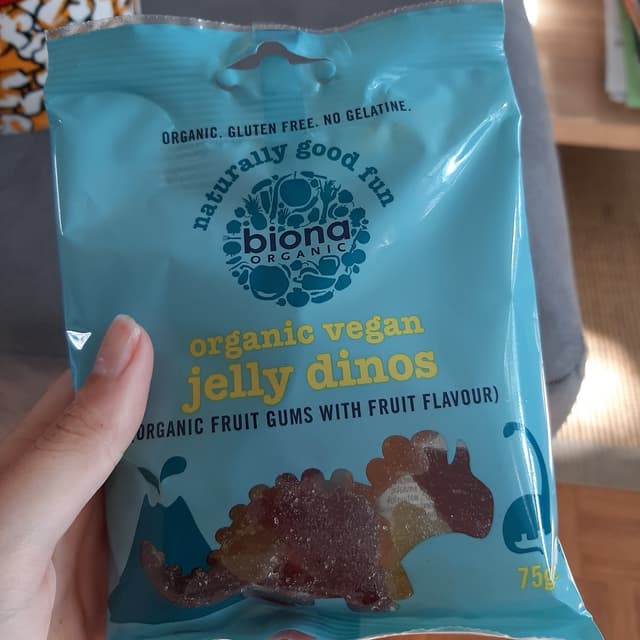 ORGANIC. GLUTEN FREE. NO GELATINE.
naturally good fun
biona
ORGANIC
organic vegan
jelly dinos
(ORGANIC FRUIT GUMS WITH FRUIT FLAVOUR)
75g